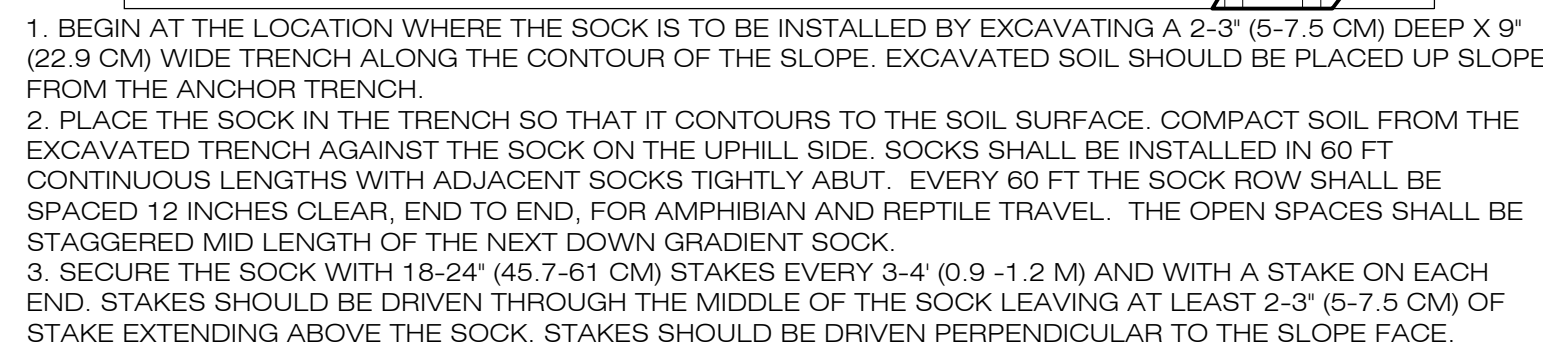 1. BEGIN AT THE LOCATION WHERE THE SOCK IS TO BE INSTALLED BY EXCAVATING A 2-3" (5-7.5 CM) DEEP X 9"
(22.9 CM) WIDE TRENCH ALONG THE CONTOUR OF THE SLOPE. EXCAVATED SOIL SHOULD BE PLACED UP SLOPE
FROM THE ANCHOR TRENCH.
2. PLACE THE SOCK IN THE TRENCH SO THAT IT CONTOURS TO THE SOIL SURFACE. COMPACT SOIL FROM THE
EXCAVATED TRENCH AGAINST THE SOCK ON THE UPHILL SIDE. SOCKS SHALL BE INSTALLED IN 60 FT
CONTINUOUS LENGTHS WITH ADJACENT SOCKS TIGHTLY ABUT.  EVERY 60 FT THE SOCK ROW SHALL BE
SPACED 12 INCHES CLEAR, END TO END, FOR AMPHIBIAN AND REPTILE TRAVEL.  THE OPEN SPACES SHALL BE
STAGGERED MID LENGTH OF THE NEXT DOWN GRADIENT SOCK.
3. SECURE THE SOCK WITH 18-24" (45.7-61 CM) STAKES EVERY 3-4' (0.9 -1.2 M) AND WITH A STAKE ON EACH
END. STAKES SHOULD BE DRIVEN THROUGH THE MIDDLE OF THE SOCK LEAVING AT LEAST 2-3" (5-7.5 CM) OF
STAKE EXTENDING ABOVE THE SOCK. STAKES SHOULD BE DRIVEN PERPENDICULAR TO THE SLOPE FACE.